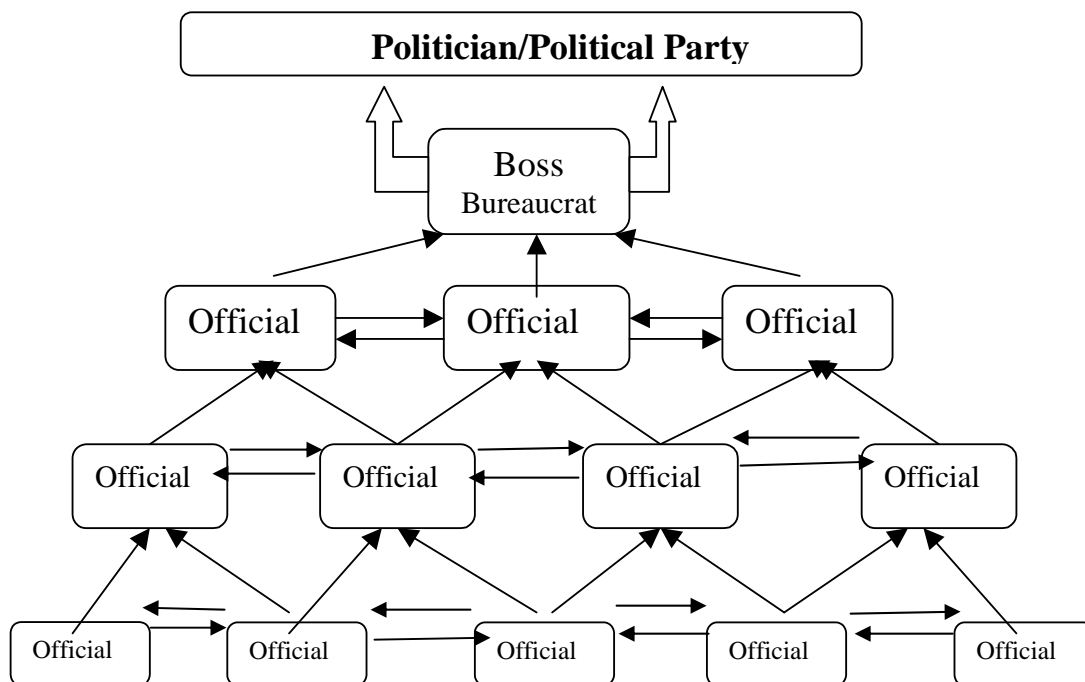 Politician/Political Party
Boss
Bureaucrat
Official Official Official
Official Official Official Official
Official Official Official Official Official